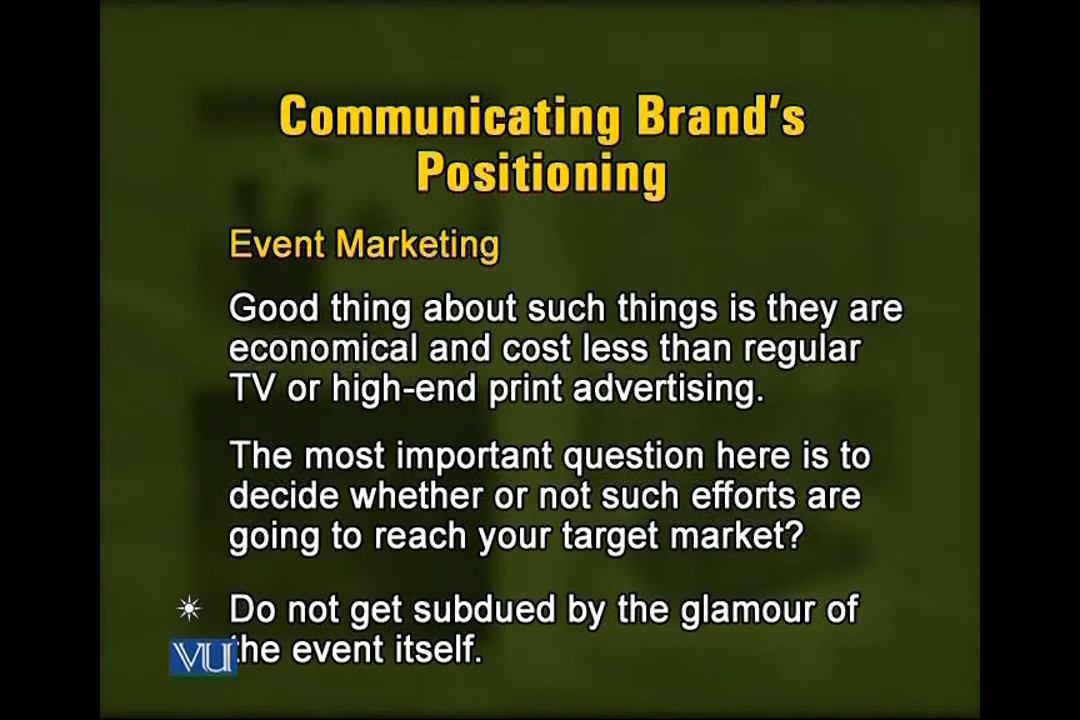 Communicating Brand's
Positioning
Event Marketing
Good thing about such things is they are
economical and cost less than regular
TV or high-end print advertising.
The most important question here is to
decide whether or not such efforts are
going to reach your target market?
Do not get subdued by the glamour of
the event itself.
VU